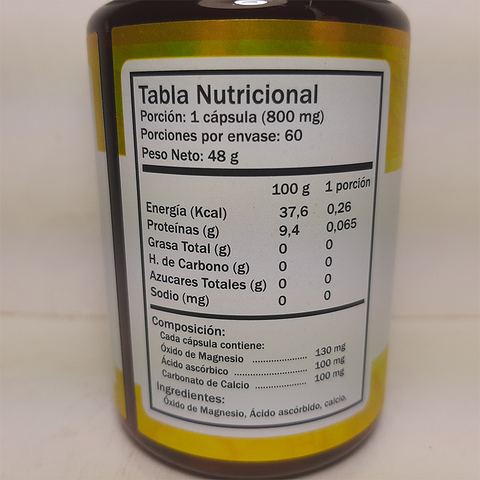 Tabla Nutricional
Porción: 1 cápsula (800 mg)
Porciones por envase: 60
Peso Neto: 48 g
100 g 1 porción
Energía (Kcal) 37,6 0,26
Proteínas (g) 9,4 0,065
Grasa Total (g) 0 0
H. de Carbono (g) 0 0
Azucares Totales (g) 0 0
Sodio (mg) 0 0
Composición:
Cada cápsula contiene:
Óxido de Magnesio .................... 130 mg
Ácido ascórbico .......................... 100 mg
Carbonato de Calcio .................. 100 mg
Ingredientes:
Óxido de Magnesio, Ácido ascórbido, calcio.